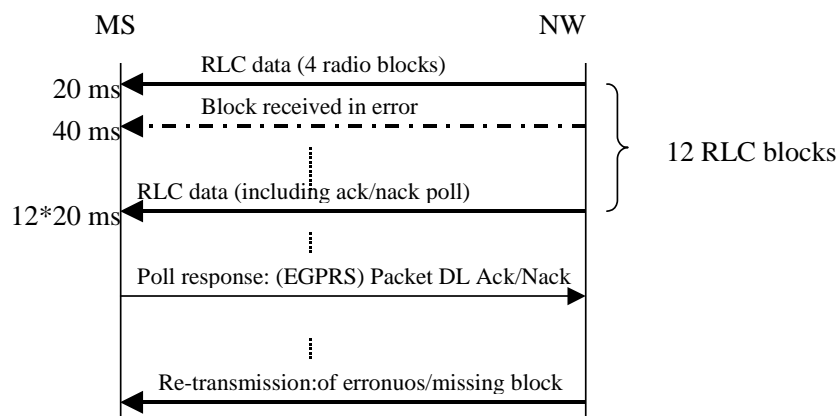 MS NW
RLC data (4 radio blocks)
20 ms
Block received in error
40 ms
12 RLC blocks
RLC data (including ack/nack poll)
12*20 ms
Poll response: (EGPRS) Packet DL Ack/Nack
Re-transmission:of erronuos/missing block